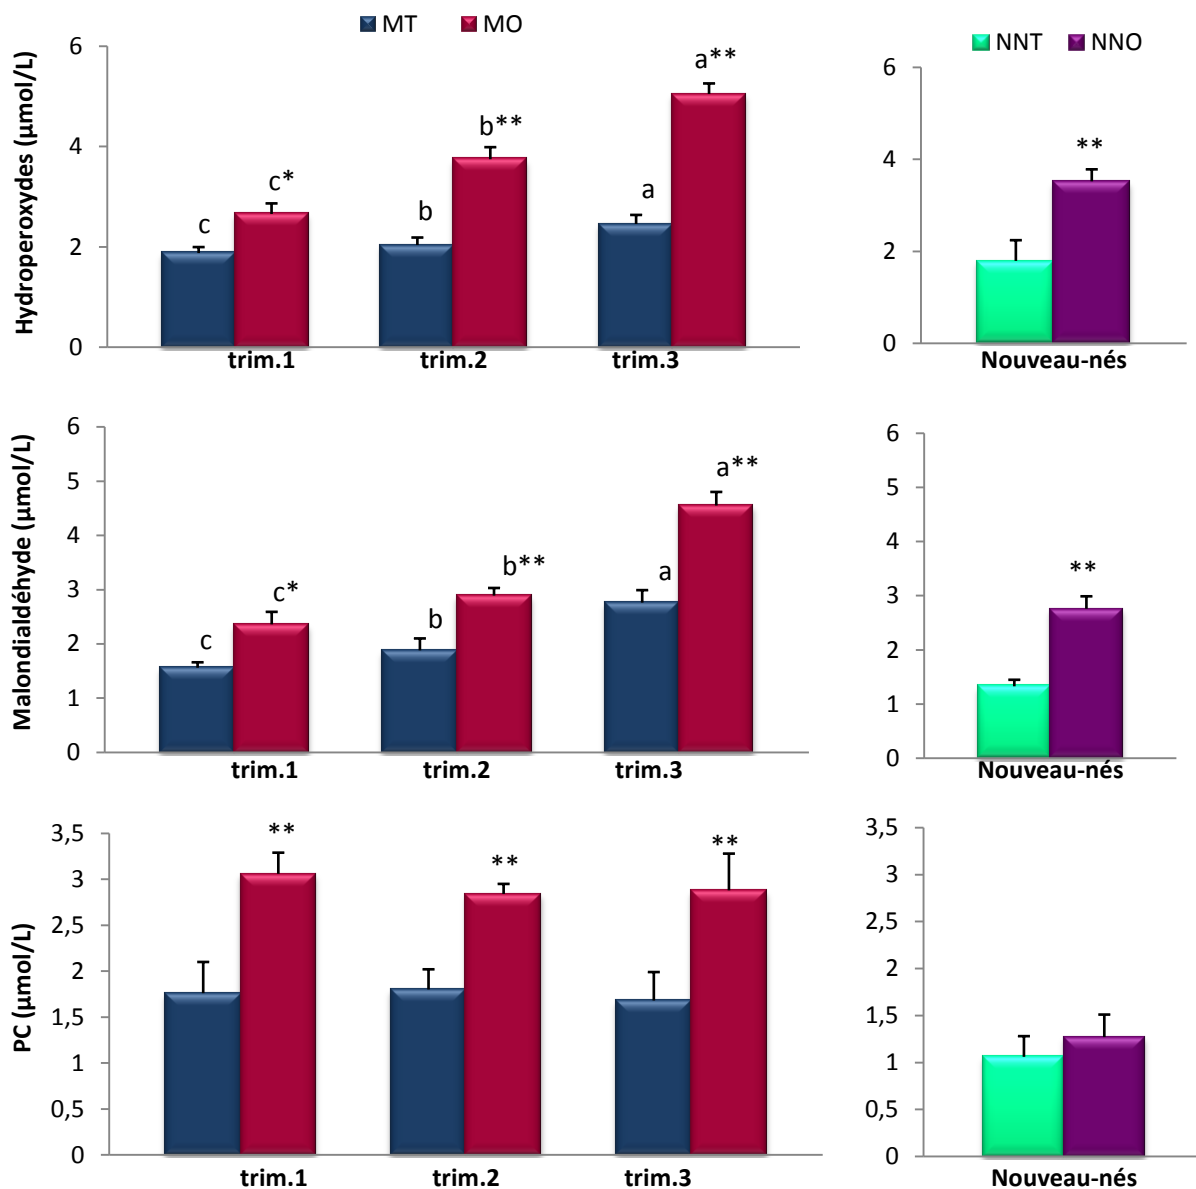 MT MO
Hydroperoxydes (µmol/L)
6
4
2
0
c
c*
b
b**
a
a**
trim.1 trim.2 trim.3
NNT NNO
6
4
2
0
**
Nouveau-nés
Malondialdéhyde (µmol/L)
6
5
4
3
2
1
0
c
c*
b
b**
a
a**
trim.1 trim.2 trim.3
6
5
4
3
2
1
0
**
Nouveau-nés
PC (µmol/L)
3,5
3
2,5
2
1,5
1
0,5
0
**
**
**
trim.1 trim.2 trim.3
3,5
3
2,5
2
1,5
1
0,5
0
Nouveau-nés